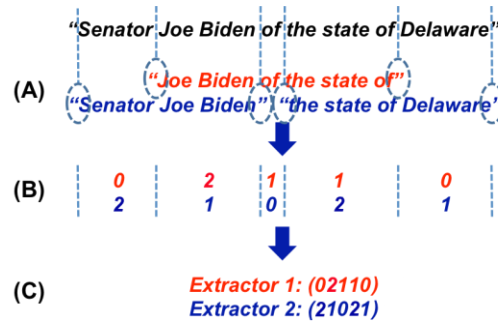 “Senator Joe Biden of the state of Delaware”
(A)
“Joe Biden of the state of”
“Senator Joe Biden” “the state of Delaware”
(B)
0 2 1 1 0
2 1 0 2 1
(C)
Extractor 1: (02110)
Extractor 2: (21021)